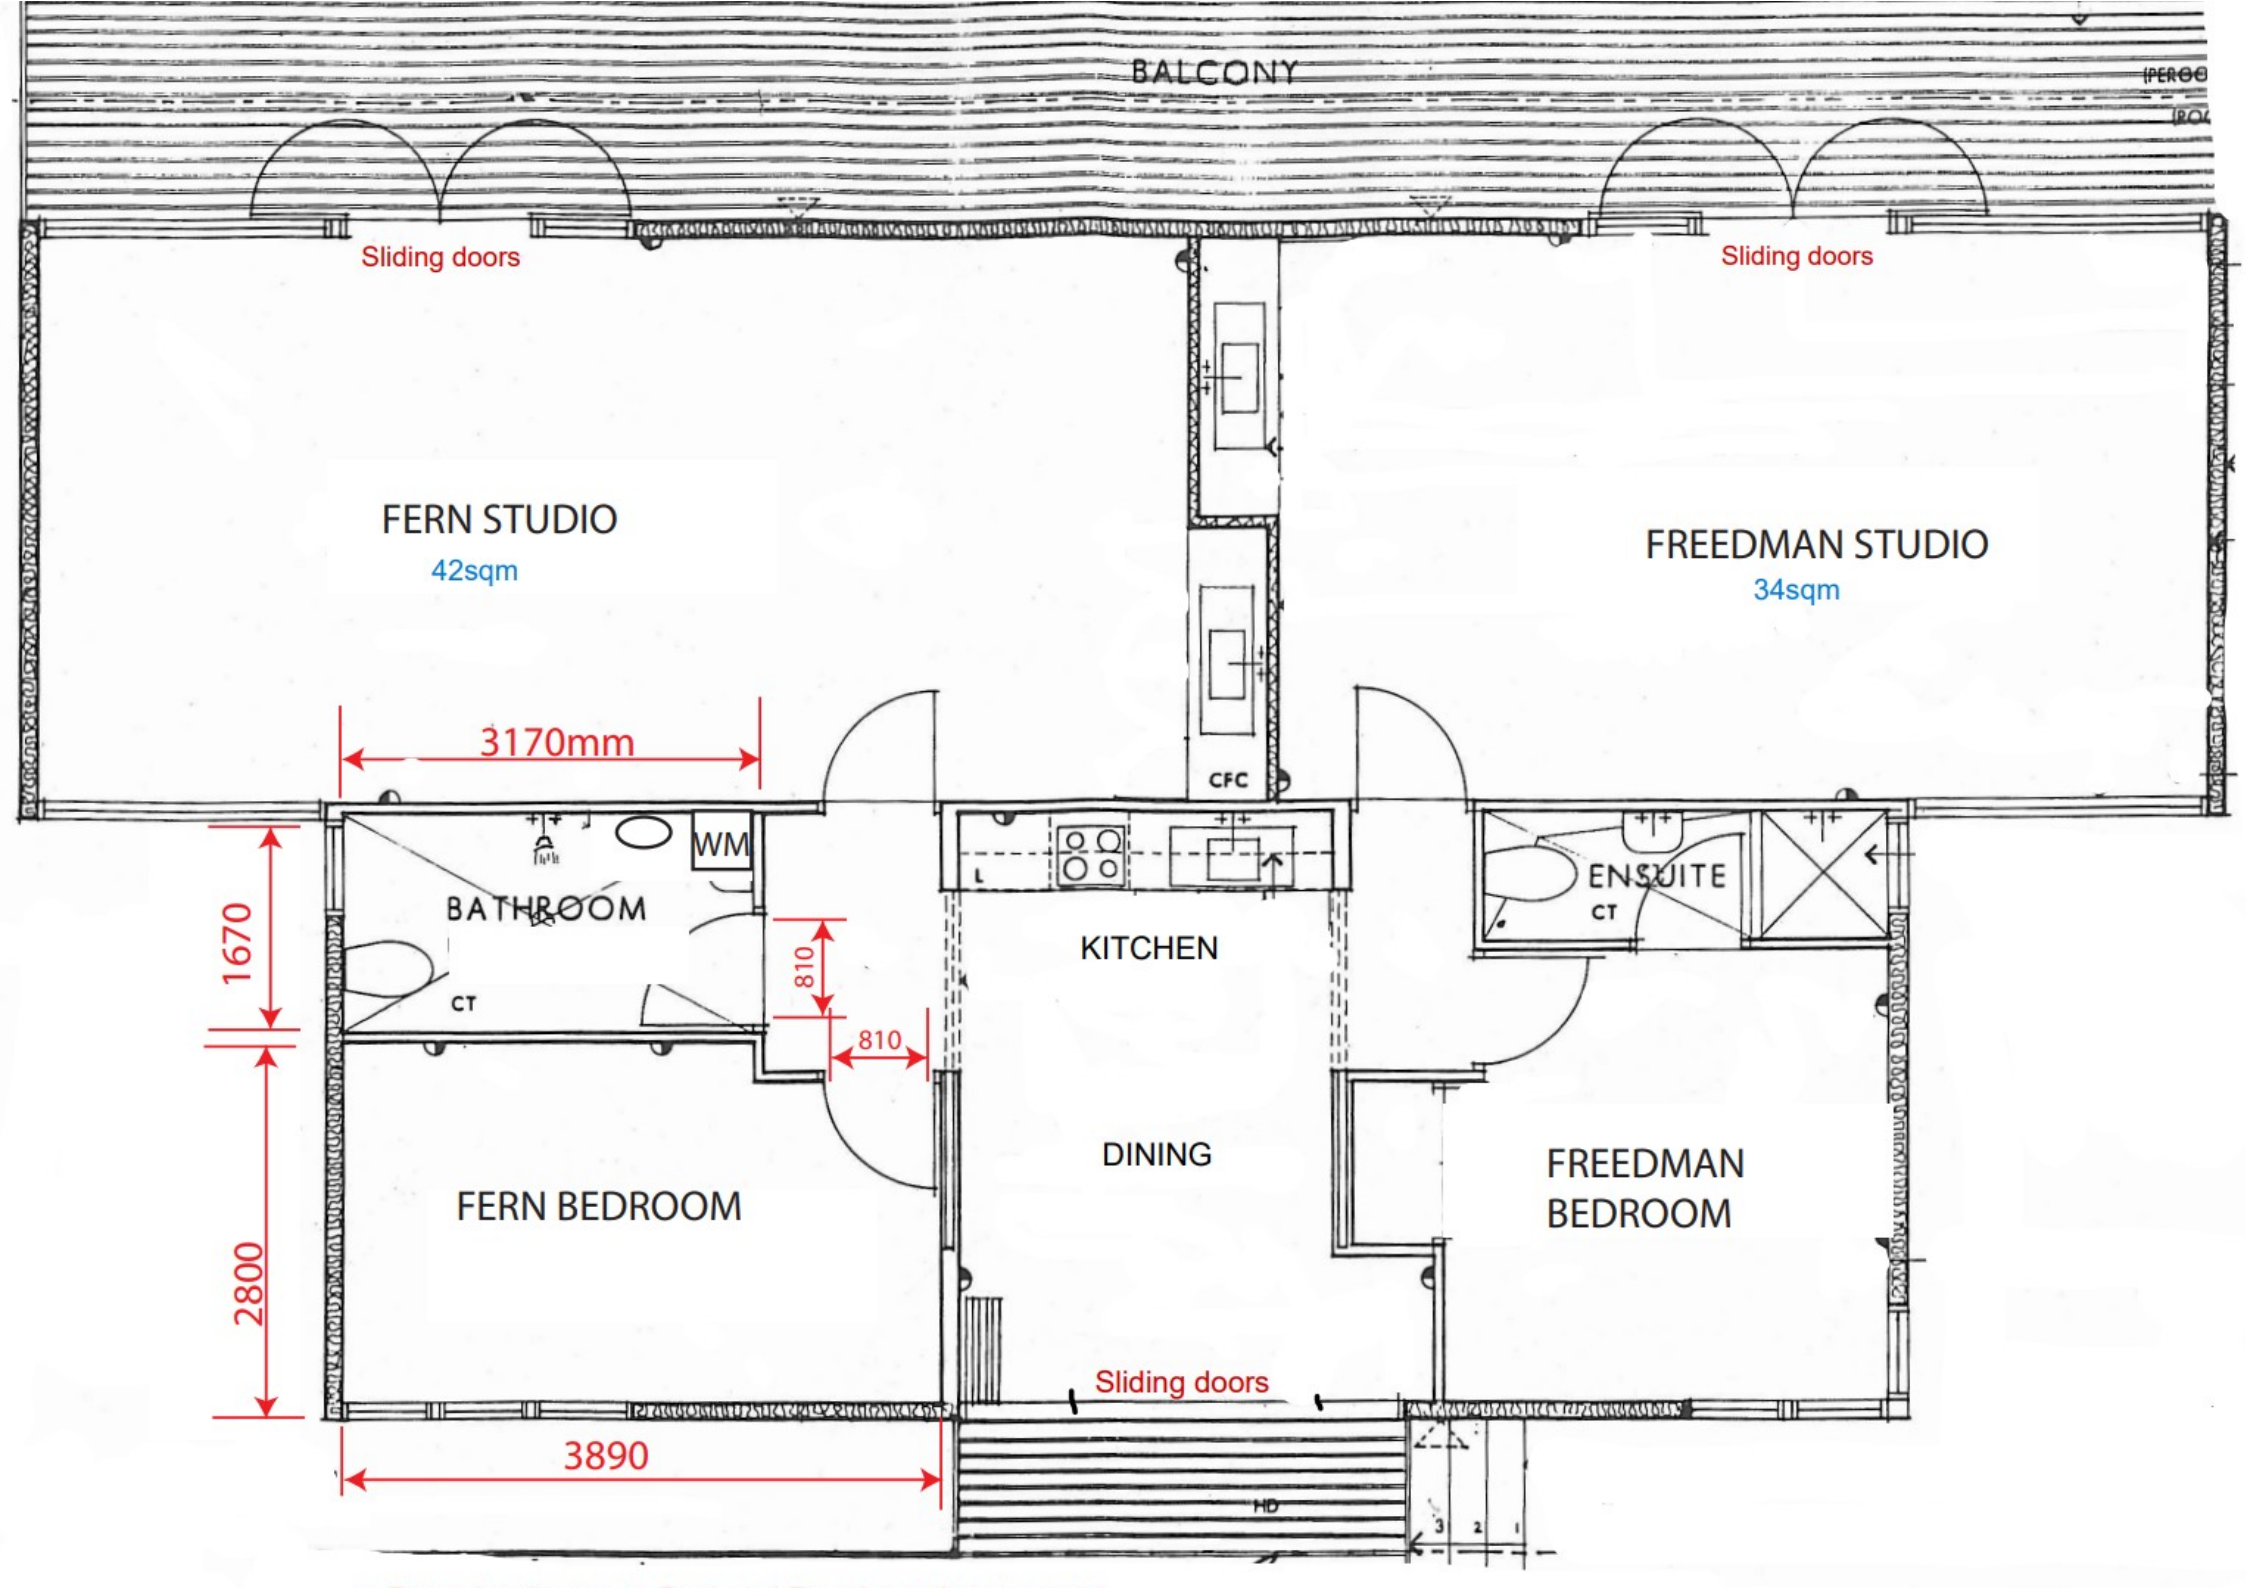 BALCONY
Sliding doors
Sliding doors
FERN STUDIO
42sqm
FREEDMAN STUDIO
34sqm
3170mm
CFC
WM
BATHROOM
CT
1670
810
810
L
KITCHEN
ENSUITE
CT
DINING
FERN BEDROOM
FREEDMAN
BEDROOM
2800
Sliding doors
3890
HD
3 2 1